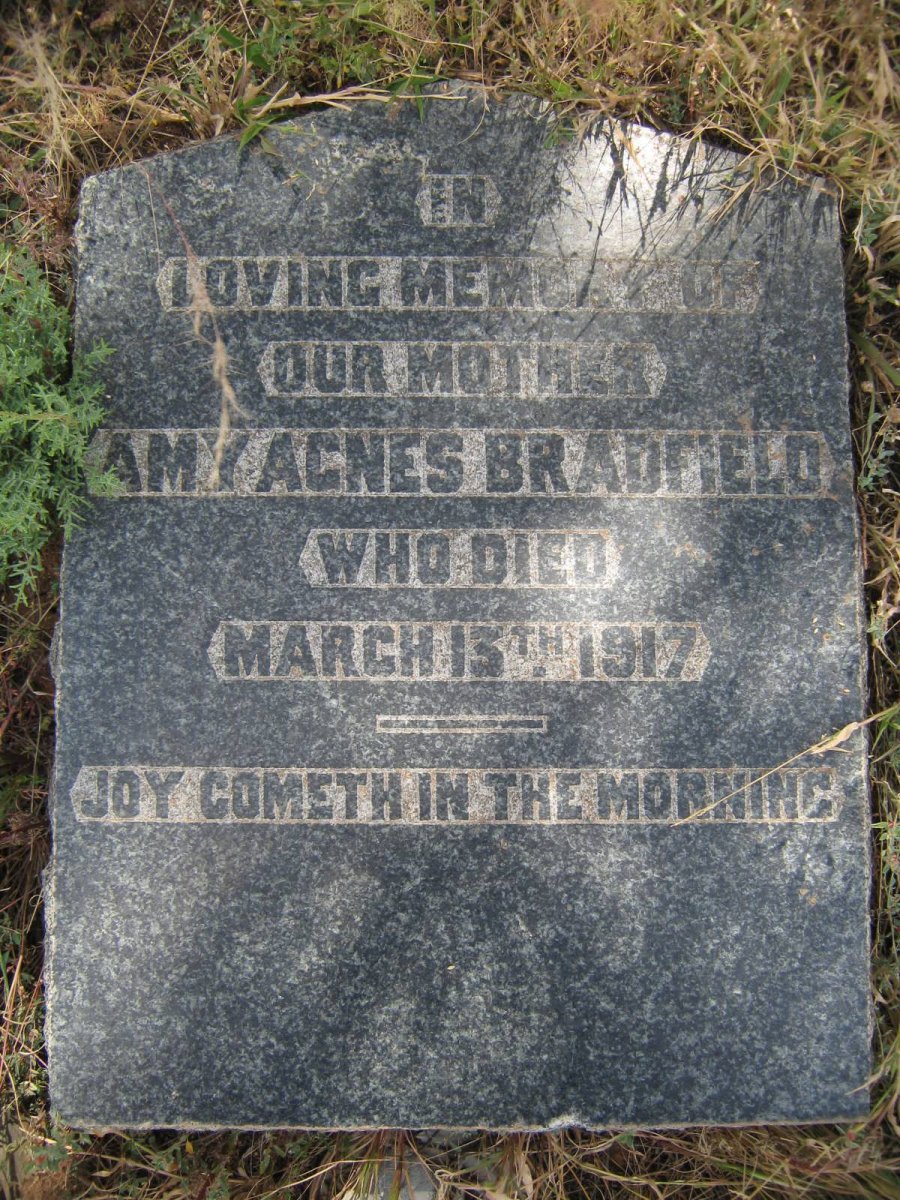 IN
LOVING MEMORY OF
OUR MOTHER
AMY AGNES BRADFIELD
WHO DIED
MARCH 13TH 1917
JOY COMETH IN THE MORNING